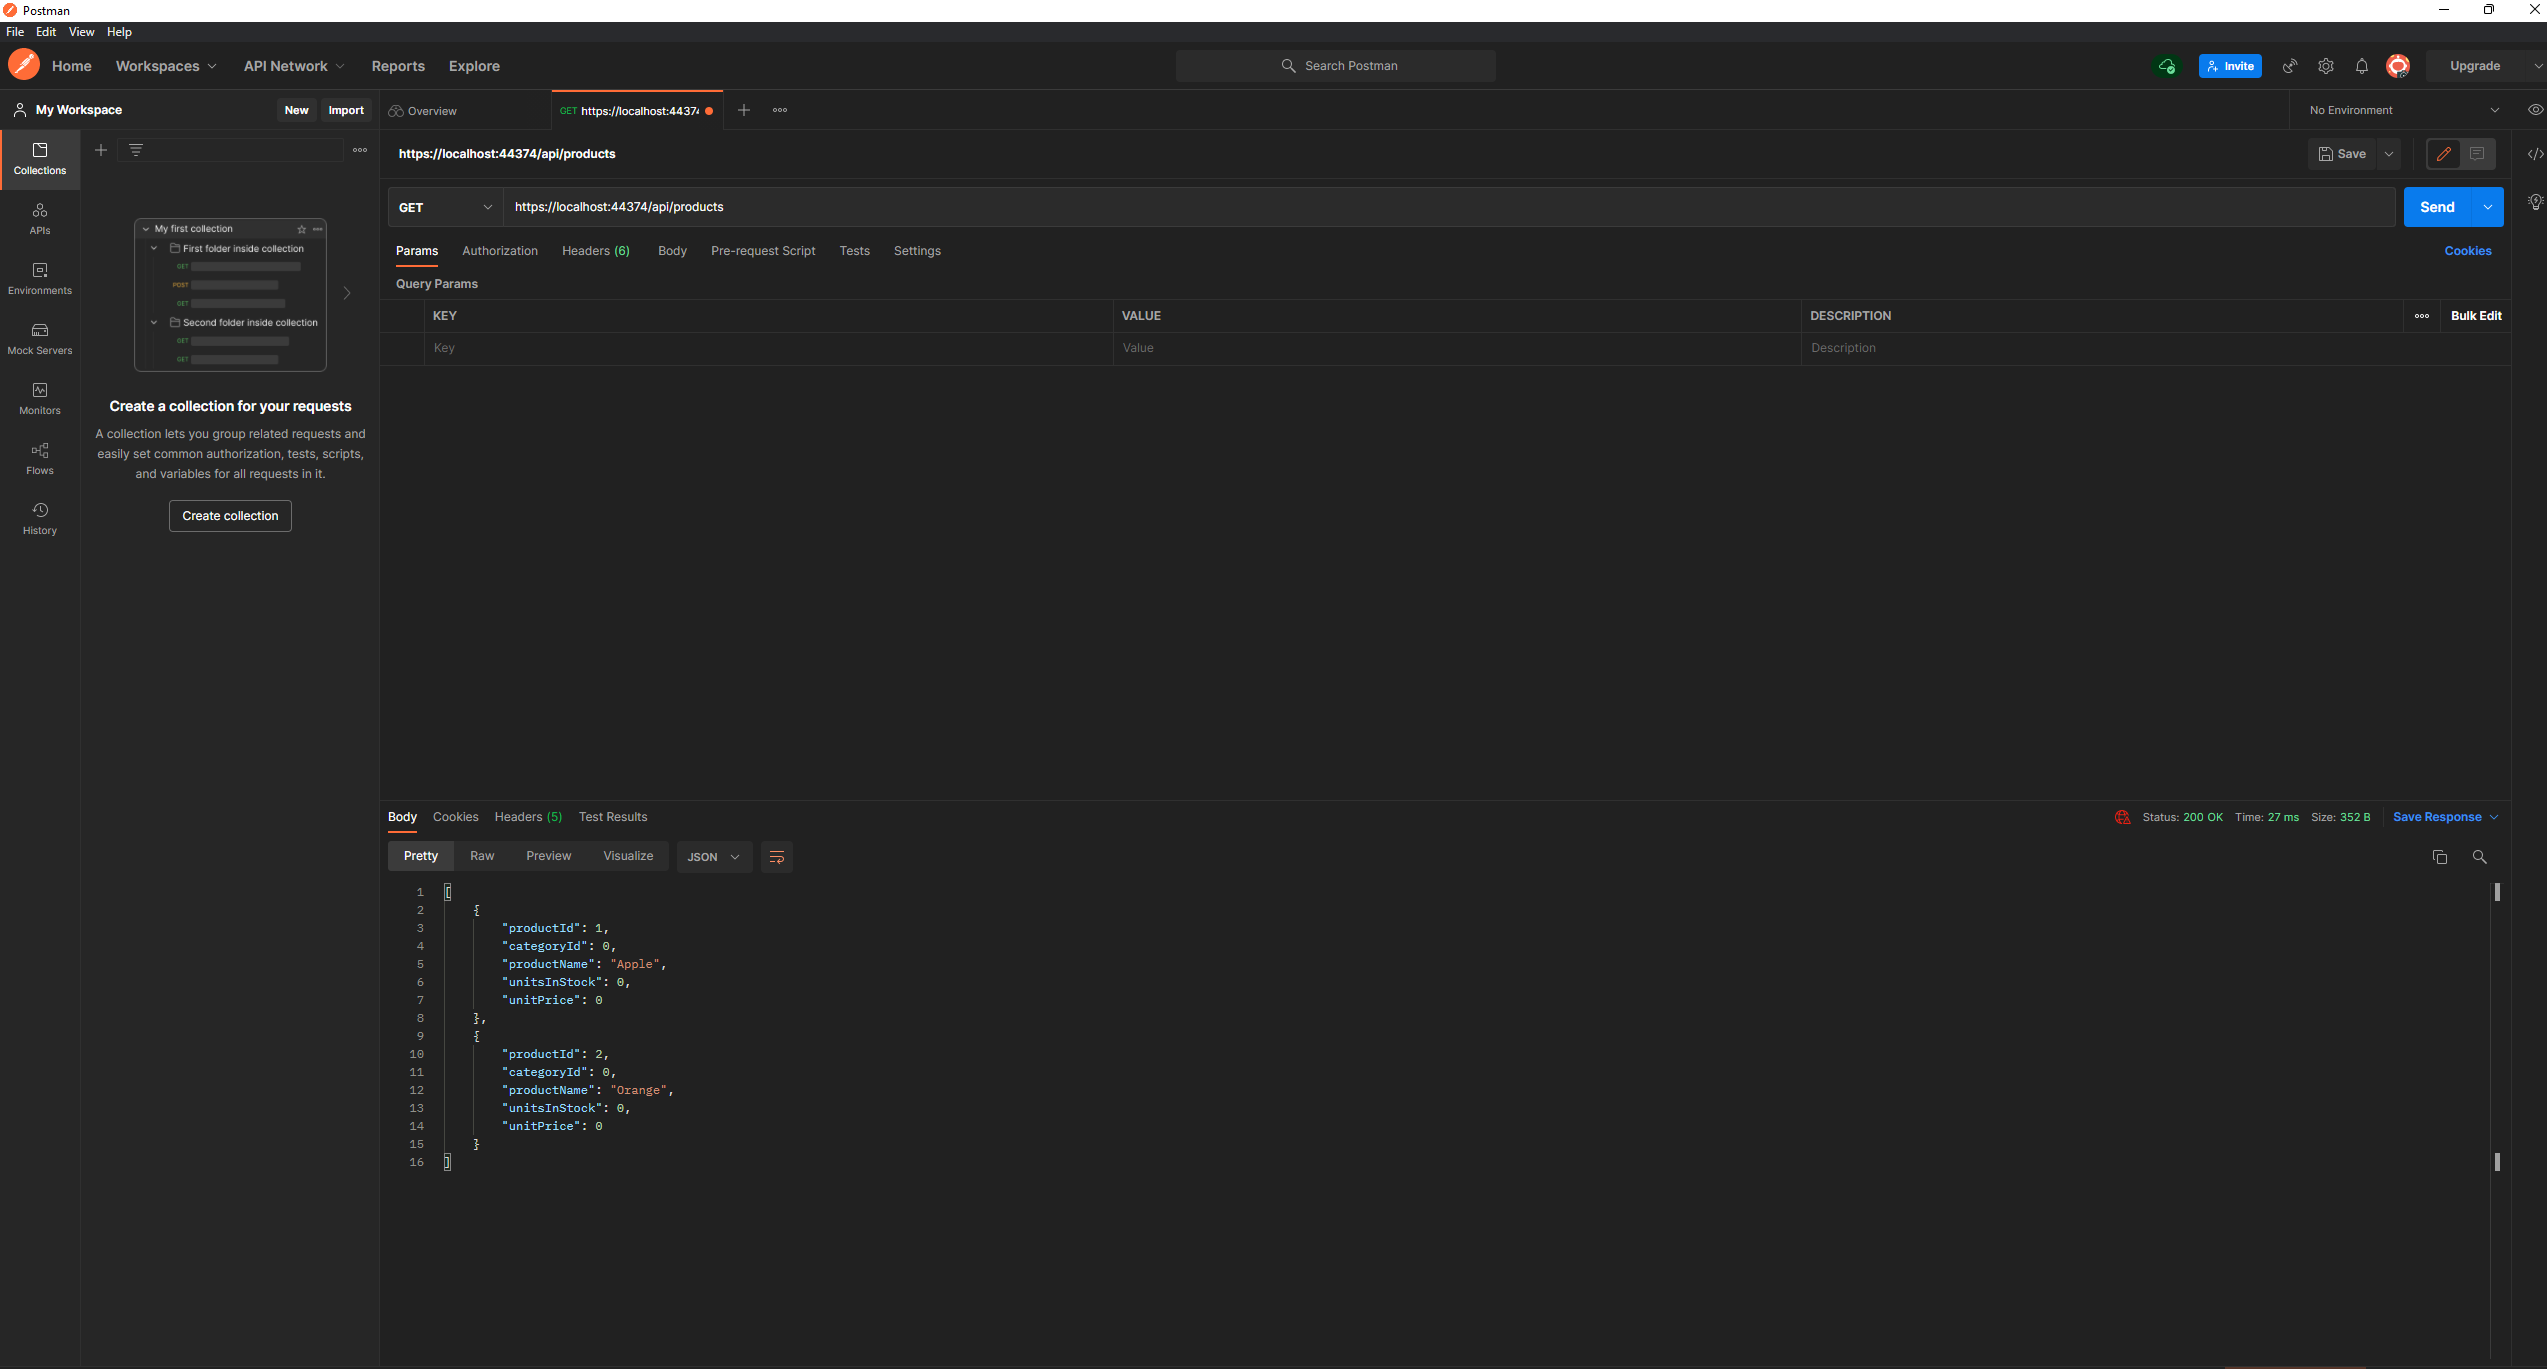 Postman
File Edit View Help
Home Workspaces API Network Reports Explore Search Postman Invite Upgrade
My Workspace New Import Overview GET https://localhost:4437 No Environment
Collections
APIs
Environments
Mock Servers
Monitors
Flows
History
My first collection
First folder inside collection
GET
POST
GET
Second folder inside collection
GET
GET
Create a collection for your requests
A collection lets you group related requests and
easily set common authorization, tests, scripts,
and variables for all requests in it.
Create collection
https://localhost:44374/api/products Save
GET https://localhost:44374/api/products Send
Params Authorization Headers (6) Body Pre-request Script Tests Settings Cookies
Query Params
KEY VALUE DESCRIPTION Bulk Edit
Key Value Description
Body Cookies Headers (5) Test Results Status: 200 OK Time: 27 ms Size: 352 B Save Response
Pretty Raw Preview Visualize JSON
1 [
2 {
3 "productId": 1,
4 "categoryId": 0,
5 "productName": "Apple",
6 "unitsInStock": 0,
7 "unitPrice": 0
8 },
9 {
10 "productId": 2,
11 "categoryId": 0,
12 "productName": "Orange",
13 "unitsInStock": 0,
14 "unitPrice": 0
15 }
16 ]